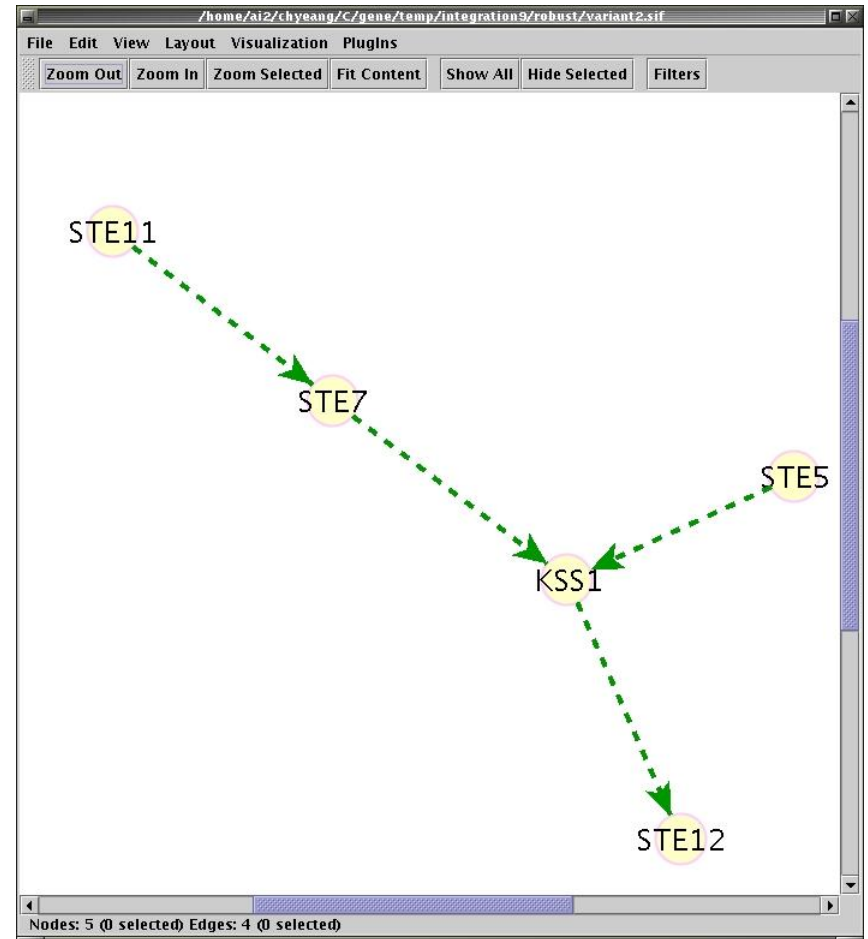 /home/ai2/chyeang/C/gene/temp/integration9/robust/variant2.sif
File Edit View Layout Visualization PlugIns
Zoom Out Zoom In Zoom Selected Fit Content Show All Hide Selected Filters
STE11
STE7
STE5
KSS1
STE12
Nodes: 5 (0 selected) Edges: 4 (0 selected)